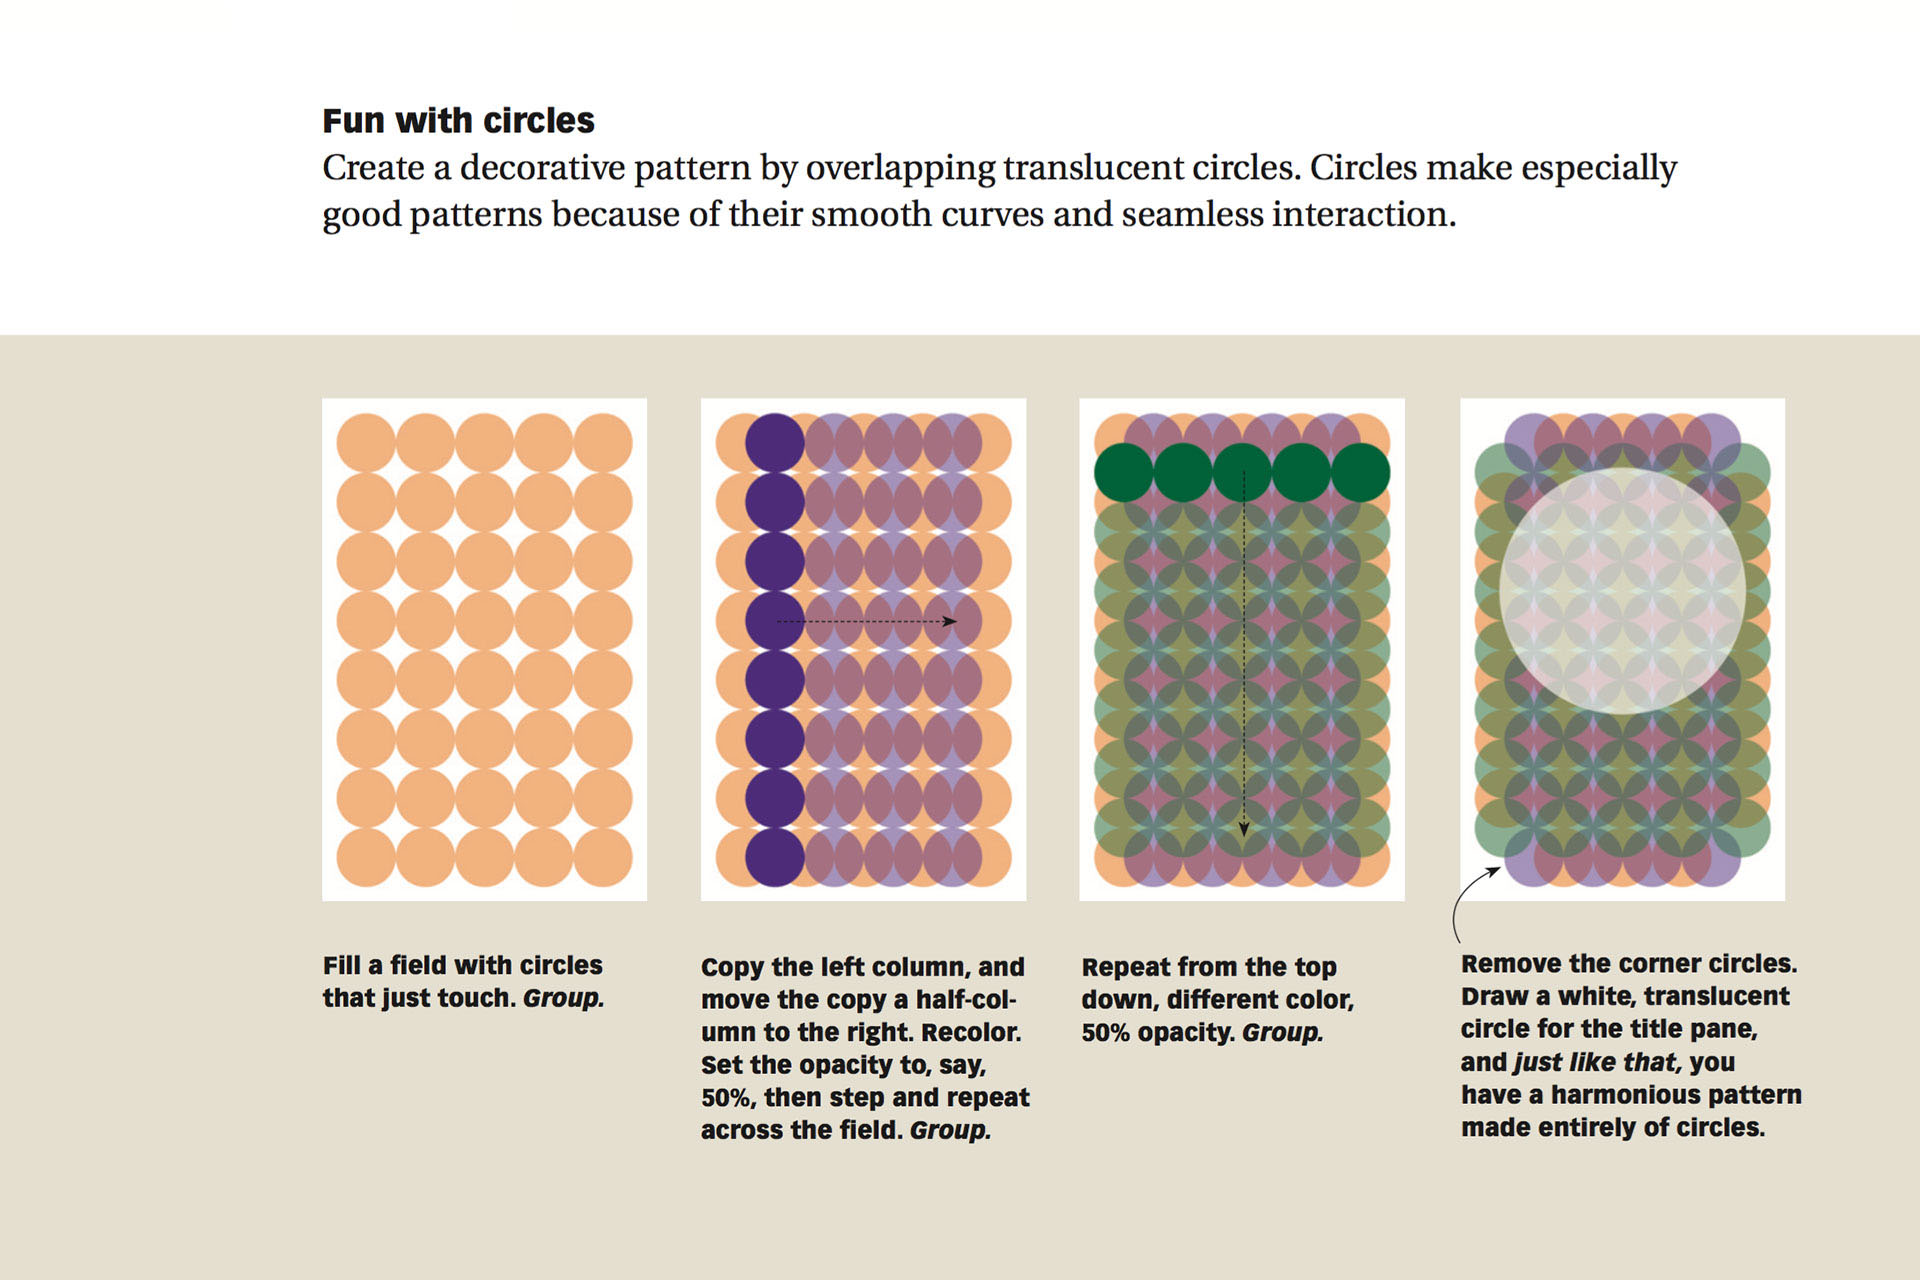 Fun with circles
Create a decorative pattern by overlapping translucent circles. Circles make especially
good patterns because of their smooth curves and seamless interaction.
Fill a field with circles
that just touch. Group.
Copy the left column, and
move the copy a half-col-
umn to the right. Recolor.
Set the opacity to, say,
50%, then step and repeat
across the field. Group.
Repeat from the top
down, different color,
50% opacity. Group.
Remove the corner circles.
Draw a white, translucent
circle for the title pane,
and just like that, you
have a harmonious pattern
made entirely of circles.